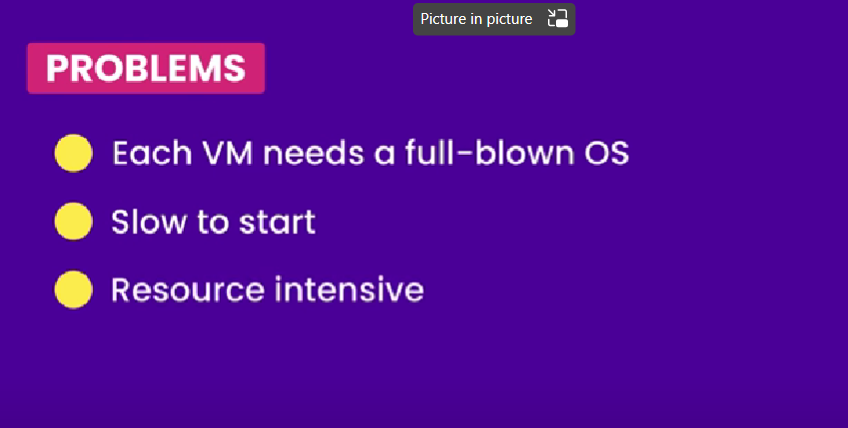 Picture in picture
PROBLEMS
Each VM needs a full-blown OS
Slow to start
Resource intensive